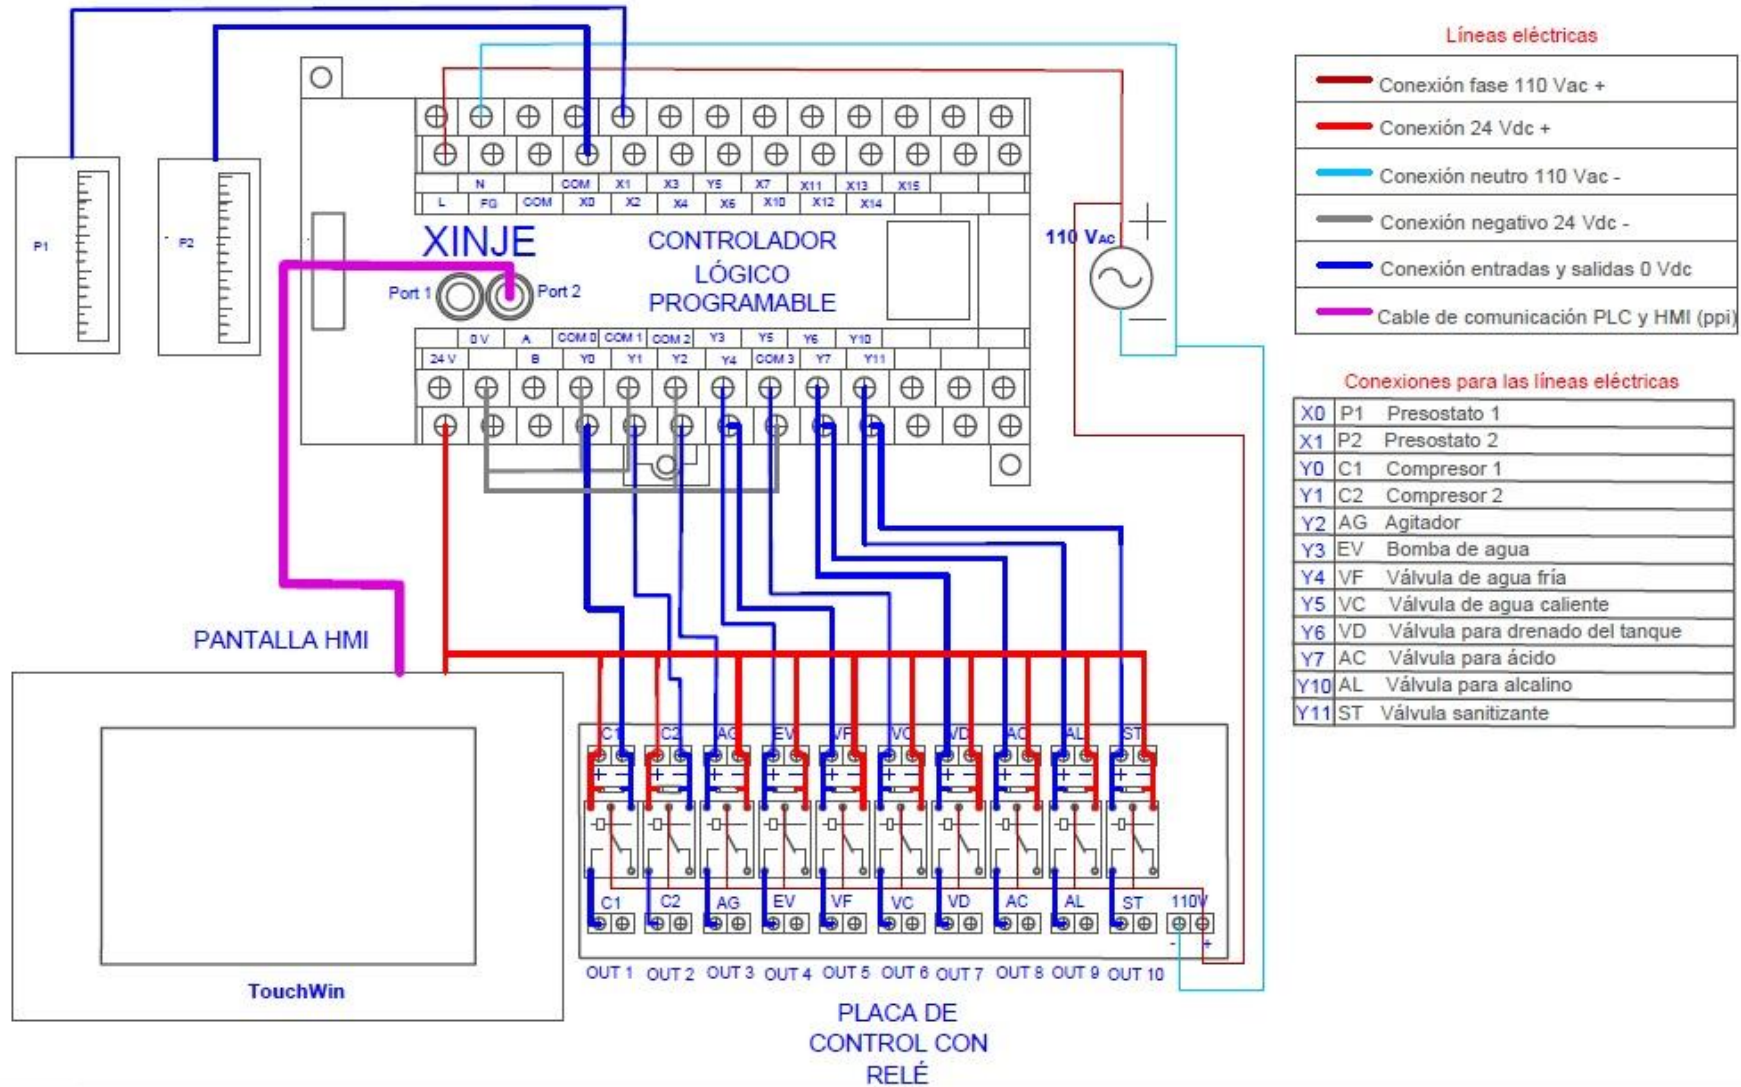 P1
P2
N
COM
X1
X3
Y5
X7
X11
X13
X15
L
FG
COM
X0
X2
X4
X6
X10
X12
X14
XINJE
CONTROLADOR
LÓGICO
PROGRAMABLE
Port 1
Port 2
110 VAC
0 V
A
COM 0
COM 1
COM 2
Y3
Y5
Y6
Y10
24 V
B
Y0
Y1
Y2
Y4
COM 3
Y7
Y11
PANTALLA HMI
TouchWin
C1
C2
AG
EV
VF
VC
VD
AC
AL
ST
C1
C2
AG
EV
VF
VC
VD
AC
AL
ST
110V
- +
OUT 1
OUT 2
OUT 3
OUT 4
OUT 5
OUT 6
OUT 7
OUT 8
OUT 9
OUT 10
PLACA DE
CONTROL CON
RELÉ
Líneas eléctricas
Conexión fase 110 Vac +
Conexión 24 Vdc +
Conexión neutro 110 Vac -
Conexión negativo 24 Vdc -
Conexión entradas y salidas 0 Vdc
Cable de comunicación PLC y HMI (ppi)
Conexiones para las líneas eléctricas
X0 P1 Presostato 1
X1 P2 Presostato 2
Y0 C1 Compresor 1
Y1 C2 Compresor 2
Y2 AG Agitador
Y3 EV Bomba de agua
Y4 VF Válvula de agua fría
Y5 VC Válvula de agua caliente
Y6 VD Válvula para drenado del tanque
Y7 AC Válvula para ácido
Y10 AL Válvula para alcalino
Y11 ST Válvula sanitizante